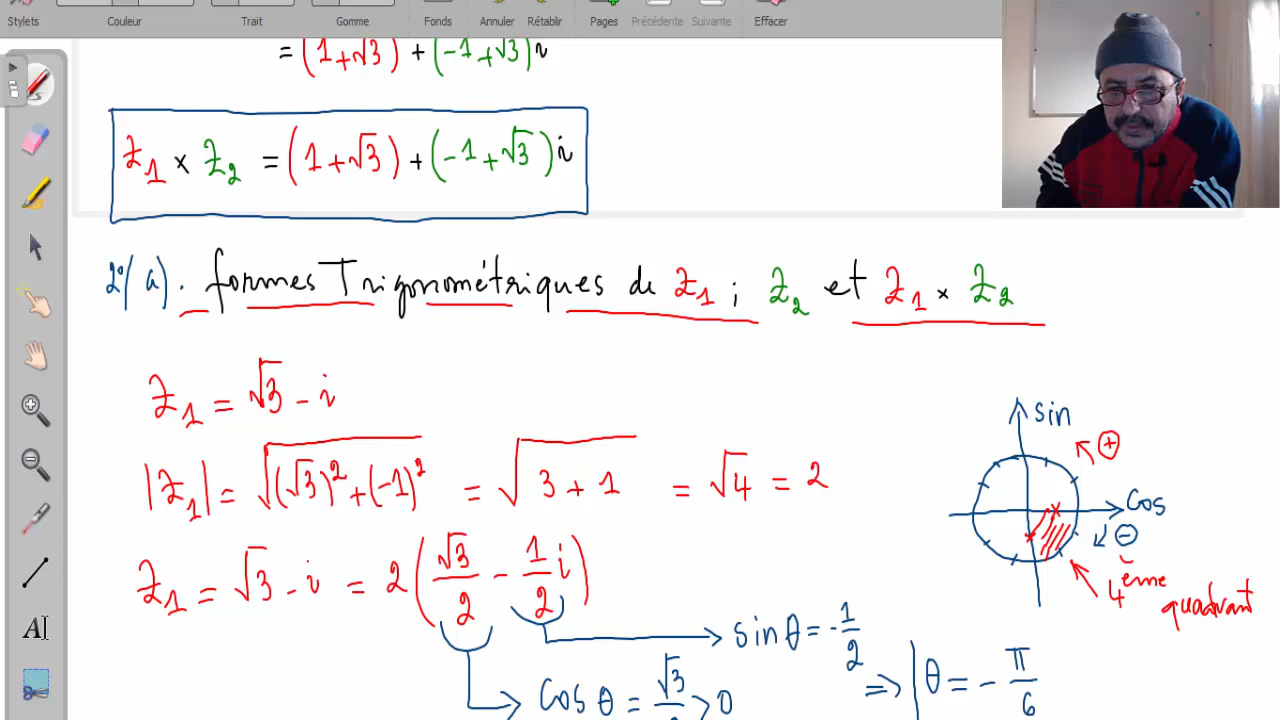 Stylets Couleur Trait Gomme Fonds Annuler Rétablir Pages Précédente Suivante Effacer
= (1+√3) + (-1+√3)i
z1 × z2 = (1+√3) + (-1+√3)i
2°/ a). formes Trigonométriques de z1 ; z2 et z1 × z2
z1 = √3 - i
sin
+
|z1| = √((√3)²+(-1)²) = √(3+1) = √4 = 2
cos
-
z1 = √3 - i = 2(√3/2 - 1/2 i)
4ème quadrant
sin θ = -1/2
cos θ = √3/2 > 0
=> θ = -π/6
A